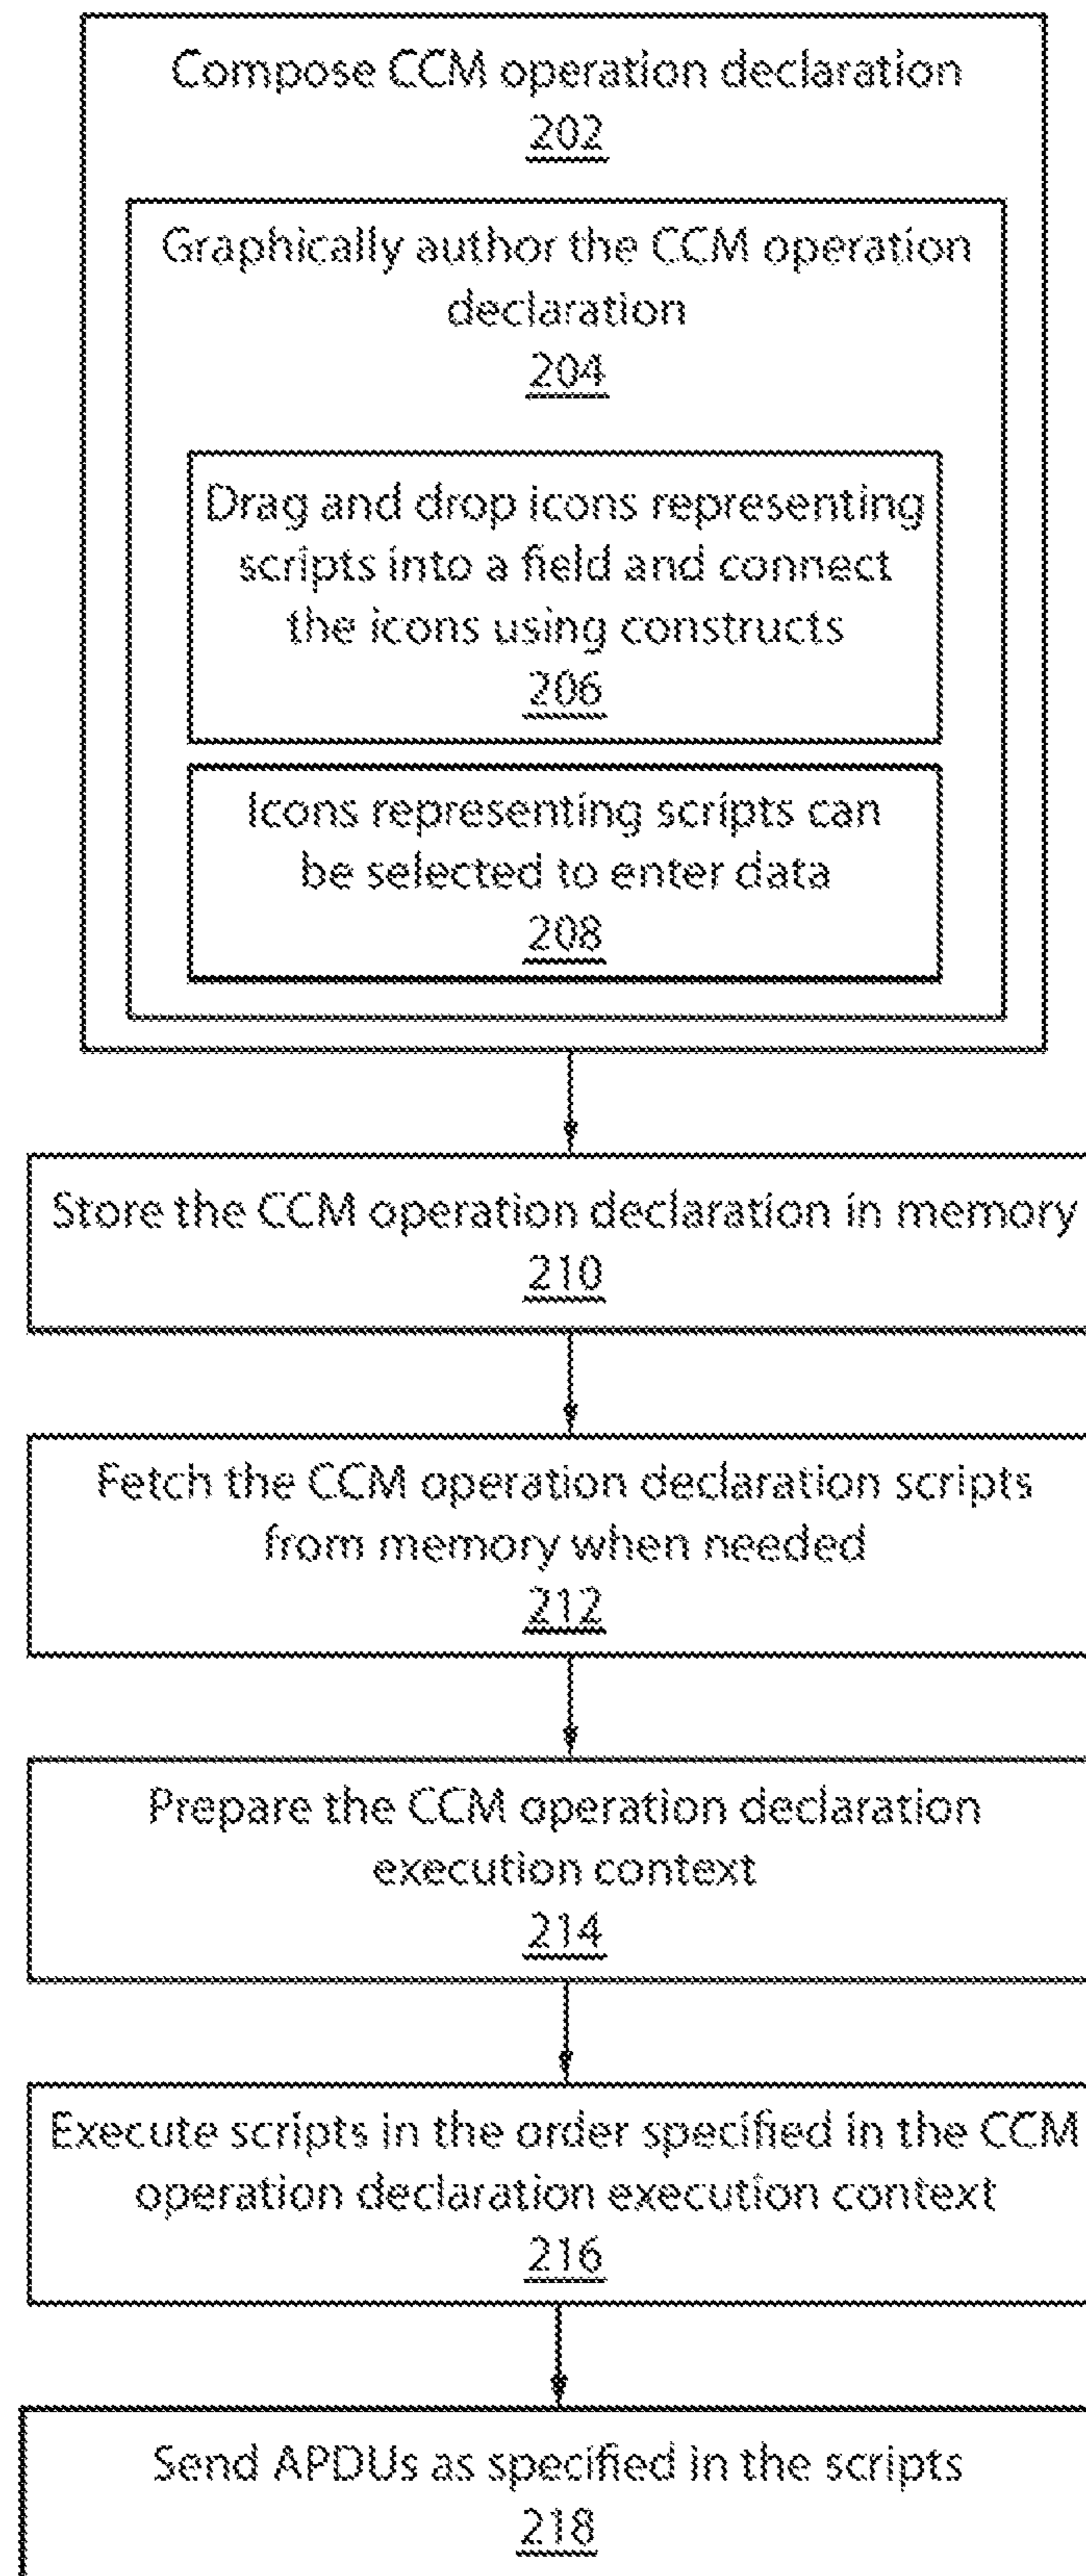 Compose CCM operation declaration
202
Graphically author the CCM operation
declaration
204
Drag and drop icons representing
scripts into a field and connect
the icons using constructs
206
Icons representing scripts can
be selected to enter data
208
Store the CCM operation declaration in memory
210
Fetch the CCM operation declaration scripts
from memory when needed
212
Prepare the CCM operation declaration
execution context
214
Execute scripts in the order specified in the CCM
operation declaration execution context
216
Send APDUs as specified in the scripts
218